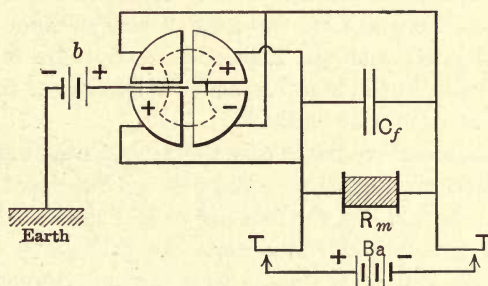 b
- +
- +
+ -
C_f
R_m
Earth
+ Ba -